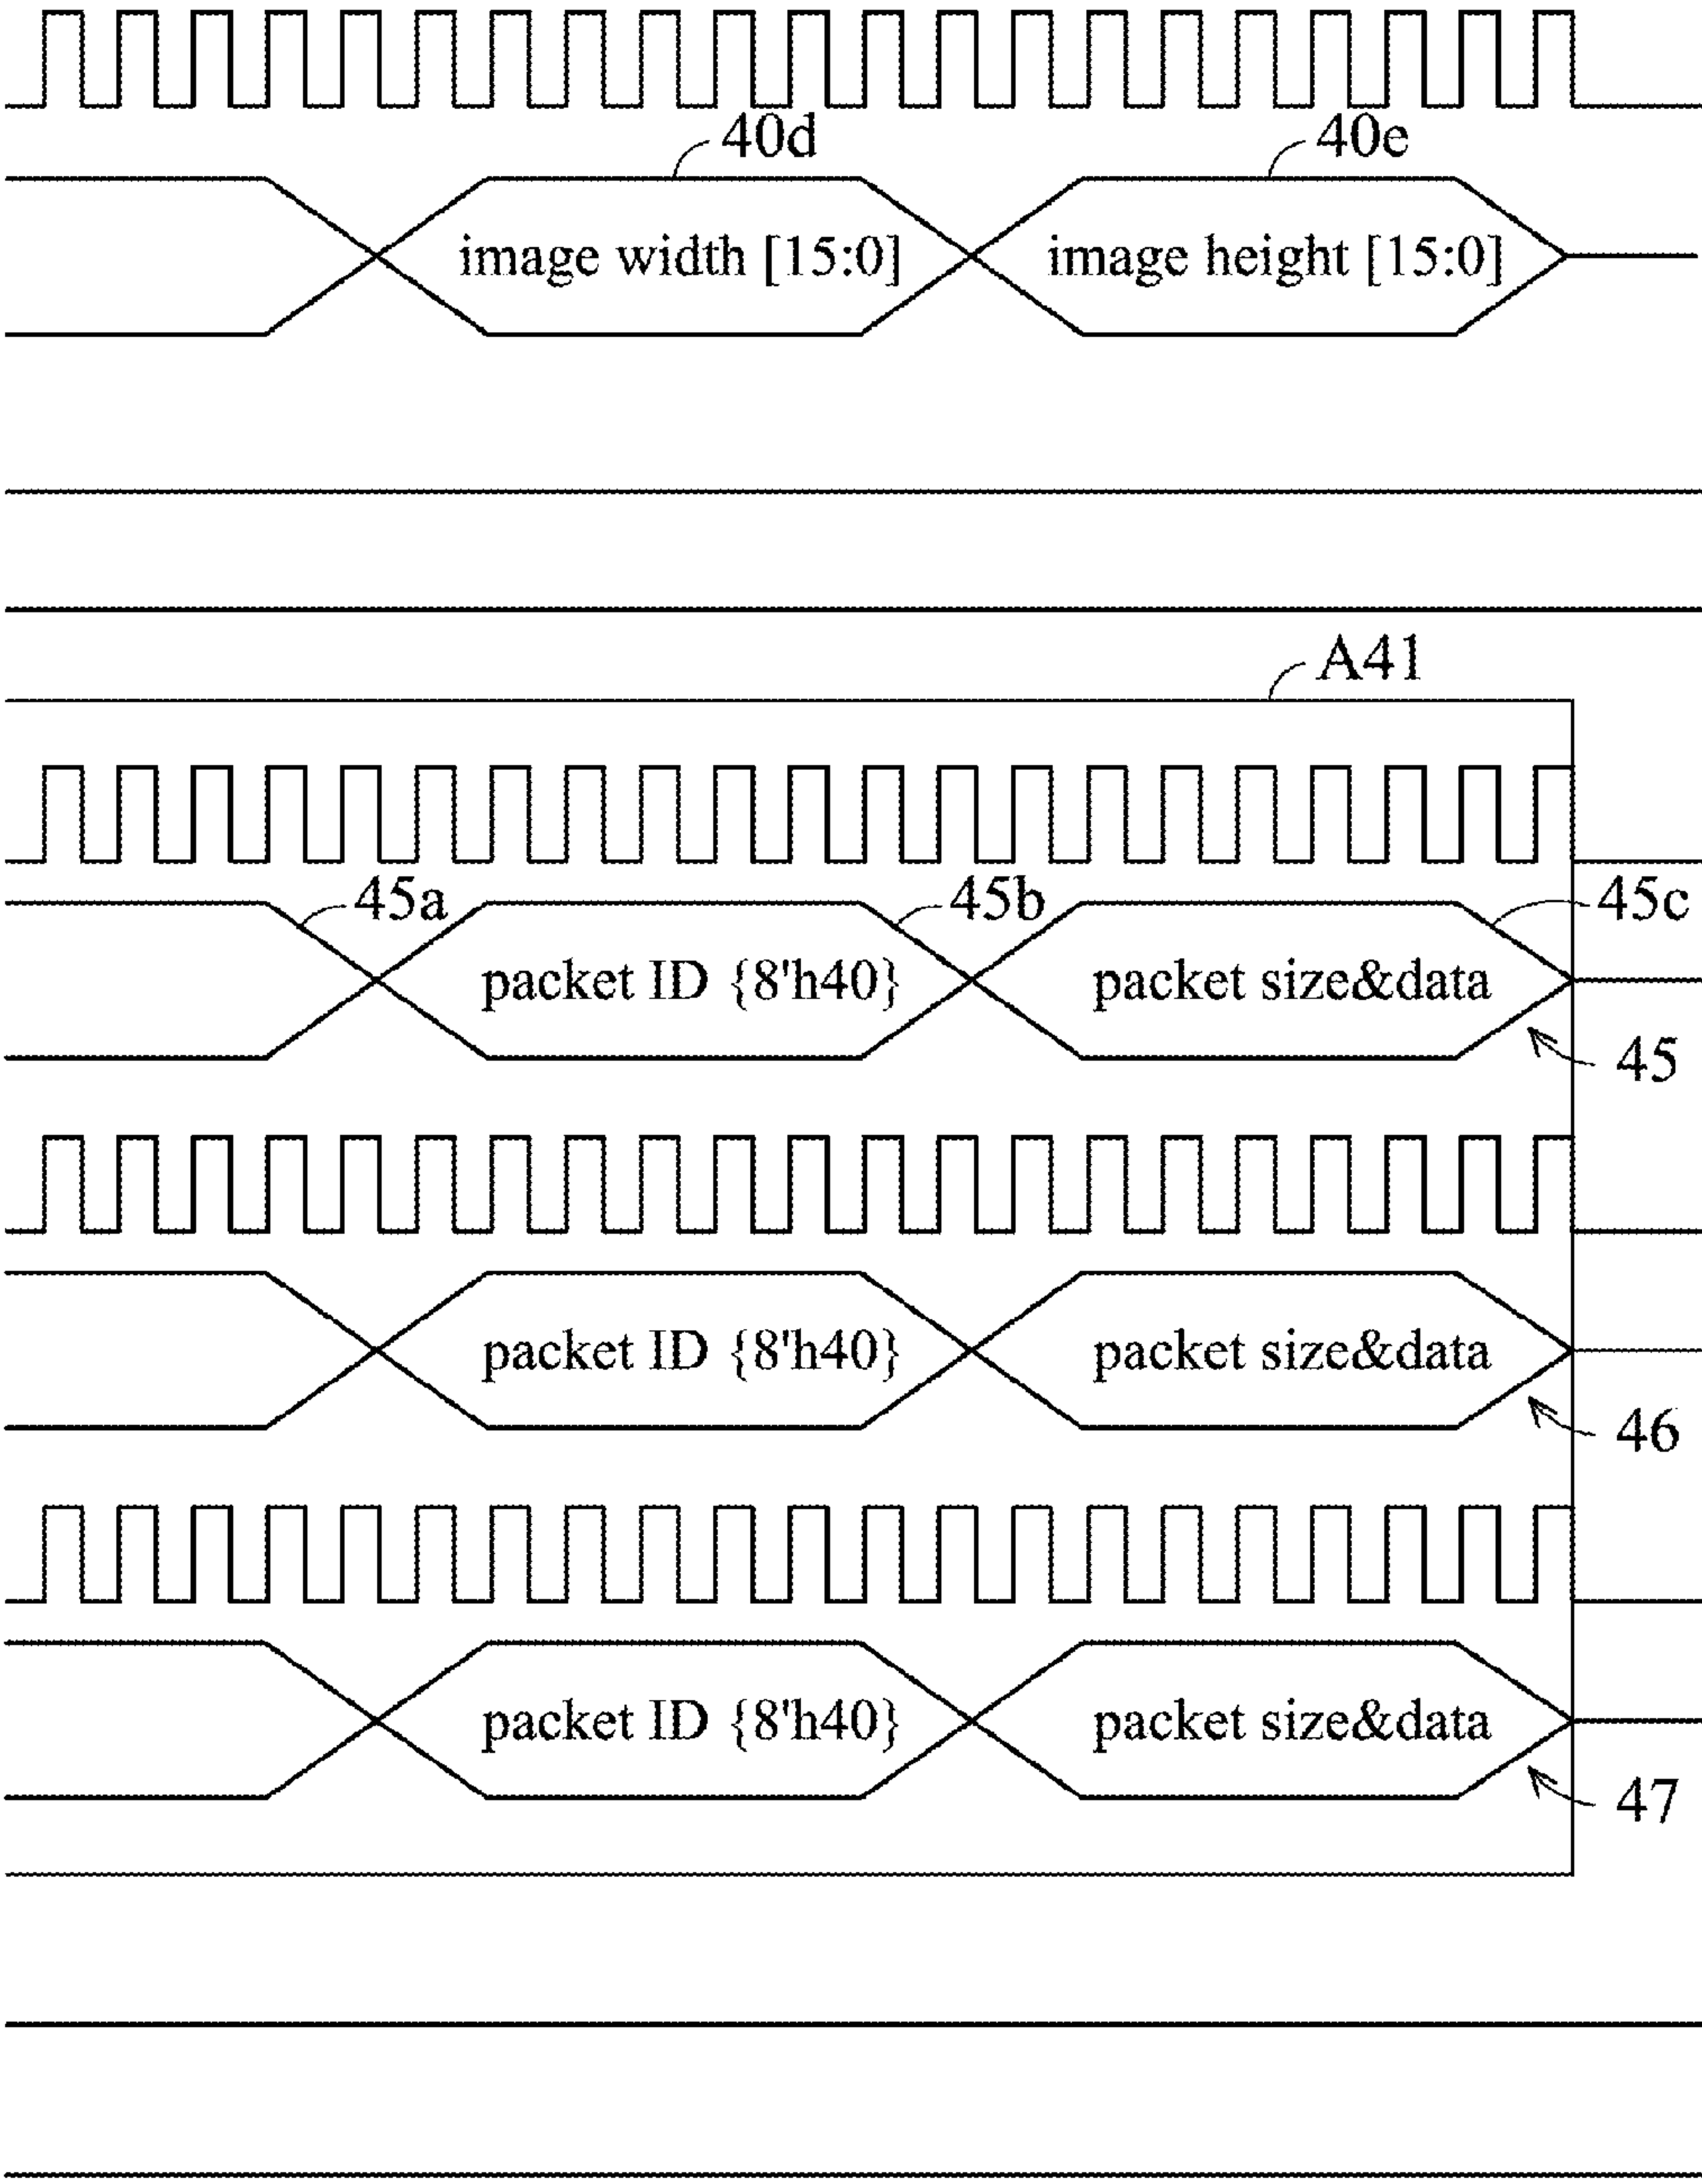 40d 40e
image width [15:0] image height [15:0]
A41
45a 45b 45c
packet ID {8'h40} packet size&data
45
packet ID {8'h40} packet size&data
46
packet ID {8'h40} packet size&data
47